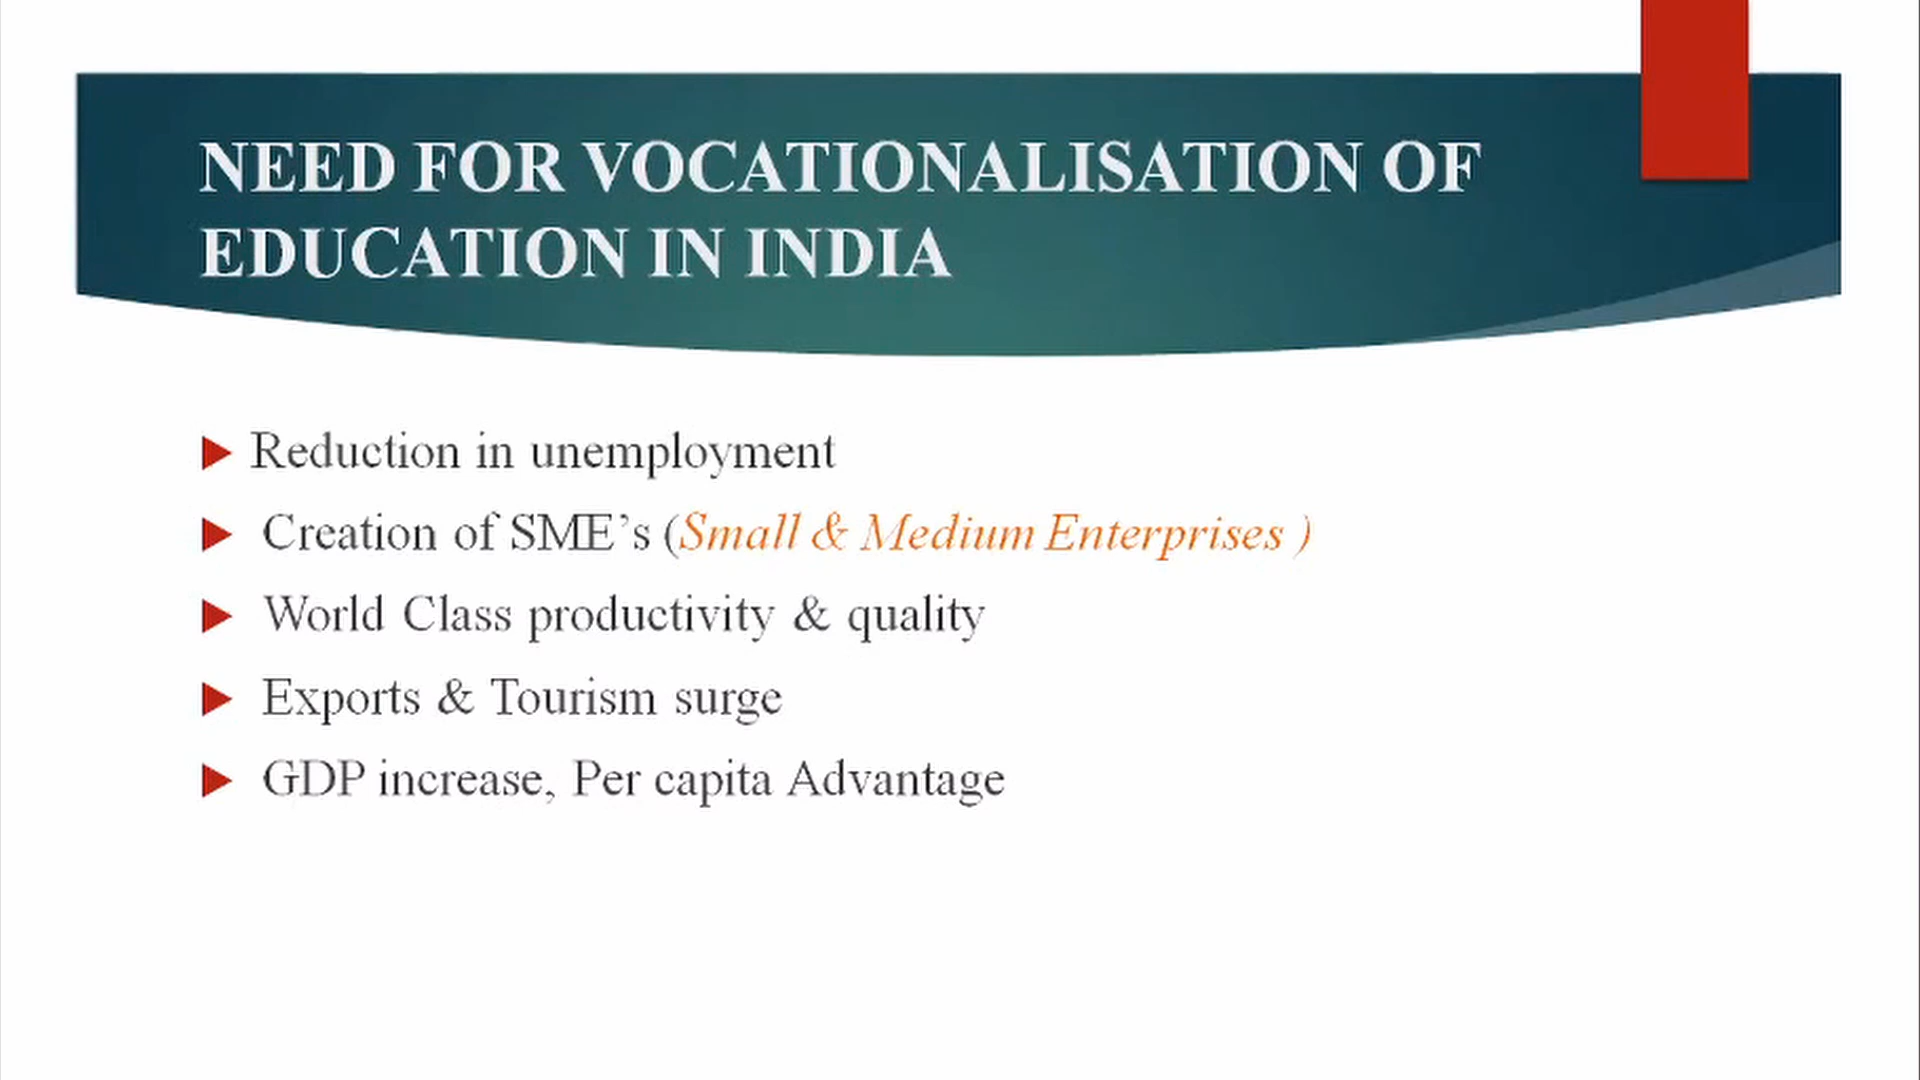 NEED FOR VOCATIONALISATION OF
EDUCATION IN INDIA
Reduction in unemployment
Creation of SME’s (Small & Medium Enterprises )
World Class productivity & quality
Exports & Tourism surge
GDP increase, Per capita Advantage